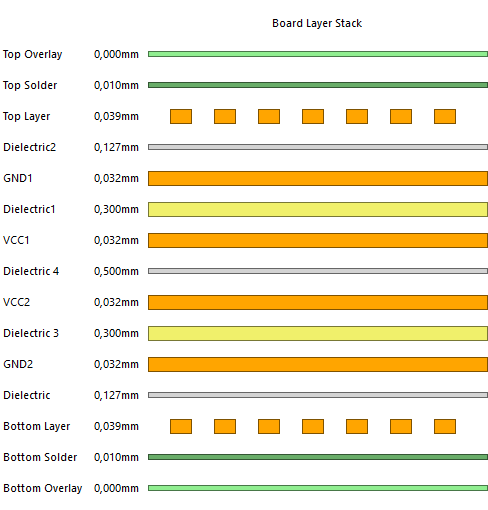 Board Layer Stack
Top Overlay 0,000mm
Top Solder 0,010mm
Top Layer 0,039mm
Dielectric2 0,127mm
GND1 0,032mm
Dielectric1 0,300mm
VCC1 0,032mm
Dielectric 4 0,500mm
VCC2 0,032mm
Dielectric 3 0,300mm
GND2 0,032mm
Dielectric 0,127mm
Bottom Layer 0,039mm
Bottom Solder 0,010mm
Bottom Overlay 0,000mm